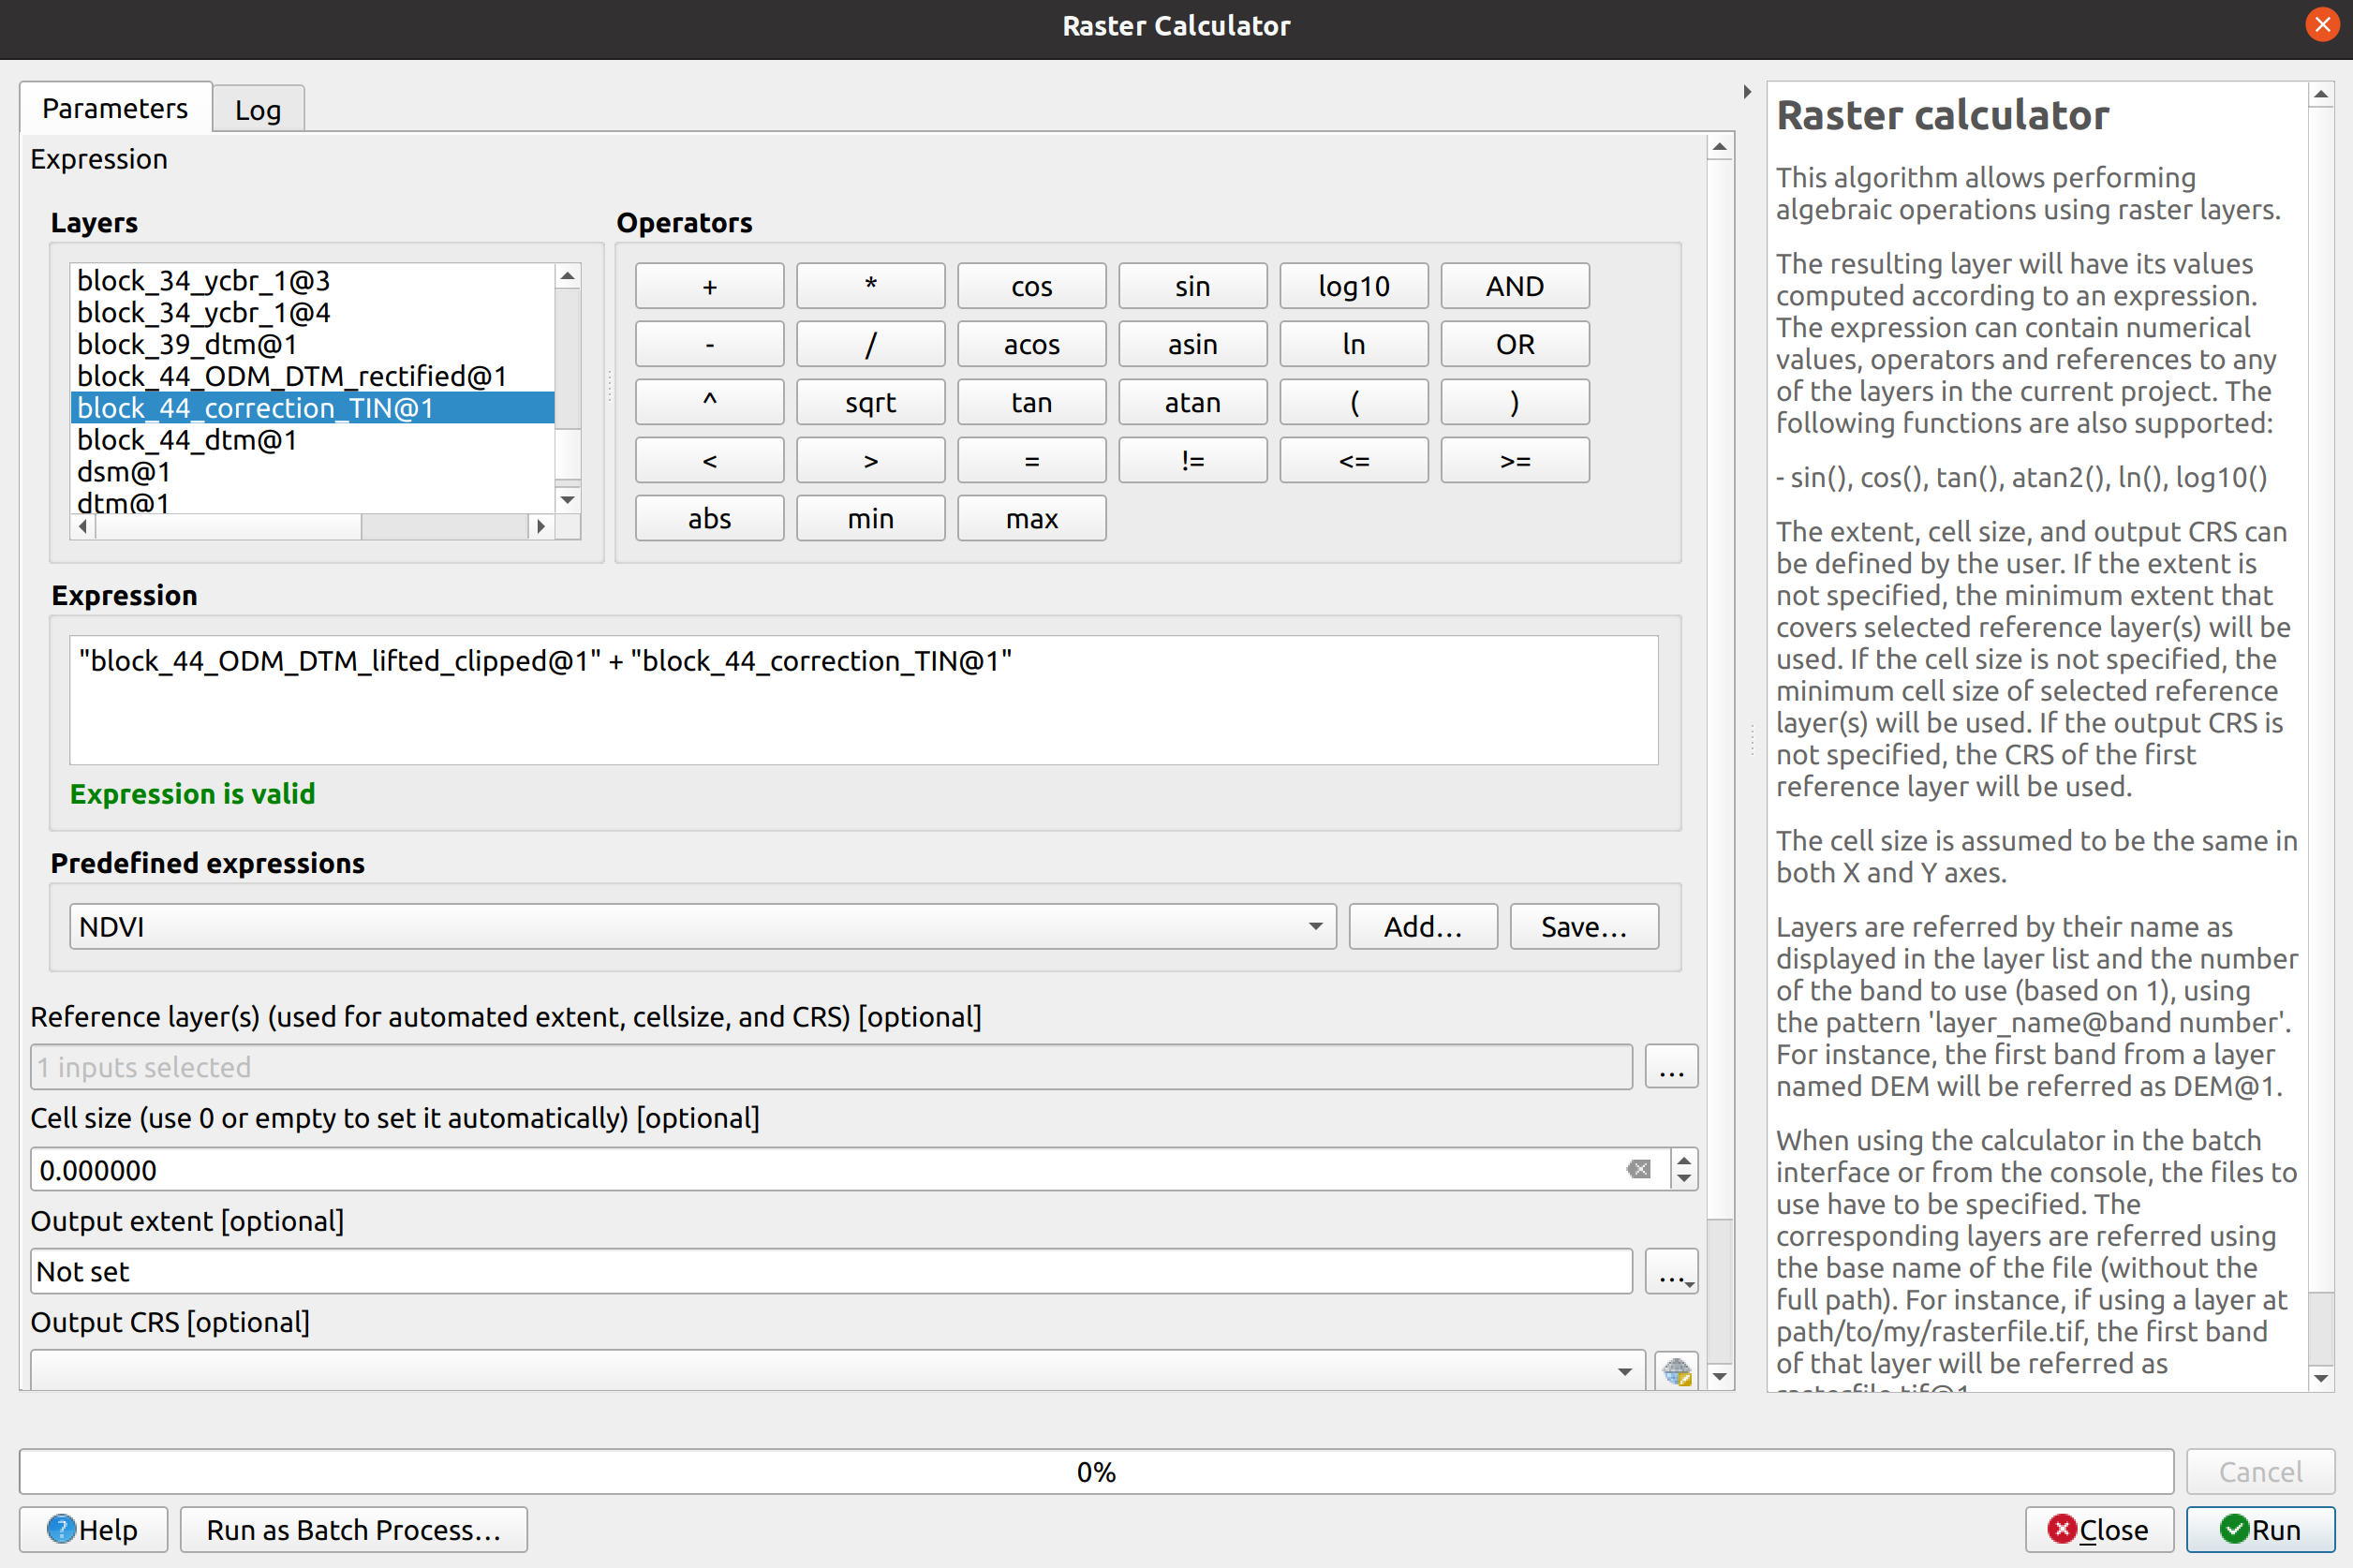 Raster Calculator
Parameters
Log
Expression
Layers
block_34_ycbr_1@3
block_34_ycbr_1@4
block_39_dtm@1
block_44_ODM_DTM_rectified@1
block_44_correction_TIN@1
block_44_dtm@1
dsm@1
dtm@1
Operators
+ * cos sin log10 AND
- / acos asin ln OR
^ sqrt tan atan ( )
< > = != <= >=
abs min max
Expression
"block_44_ODM_DTM_lifted_clipped@1" + "block_44_correction_TIN@1"
Expression is valid
Predefined expressions
NDVI
Add...
Save...
Reference layer(s) (used for automated extent, cellsize, and CRS) [optional]
1 inputs selected
...
Cell size (use 0 or empty to set it automatically) [optional]
0.000000
Output extent [optional]
Not set
...
Output CRS [optional]
Raster calculator
This algorithm allows performing
algebraic operations using raster layers.
The resulting layer will have its values
computed according to an expression.
The expression can contain numerical
values, operators and references to any
of the layers in the current project. The
following functions are also supported:
- sin(), cos(), tan(), atan2(), ln(), log10()
The extent, cell size, and output CRS can
be defined by the user. If the extent is
not specified, the minimum extent that
covers selected reference layer(s) will be
used. If the cell size is not specified, the
minimum cell size of selected reference
layer(s) will be used. If the output CRS is
not specified, the CRS of the first
reference layer will be used.
The cell size is assumed to be the same in
both X and Y axes.
Layers are referred by their name as
displayed in the layer list and the number
of the band to use (based on 1), using
the pattern 'layer_name@band number'.
For instance, the first band from a layer
named DEM will be referred as DEM@1.
When using the calculator in the batch
interface or from the console, the files to
use have to be specified. The
corresponding layers are referred using
the base name of the file (without the
full path). For instance, if using a layer at
path/to/my/rasterfile.tif, the first band
of that layer will be referred as
rasterfile.tif@1
0%
Cancel
Help
Run as Batch Process...
Close
Run